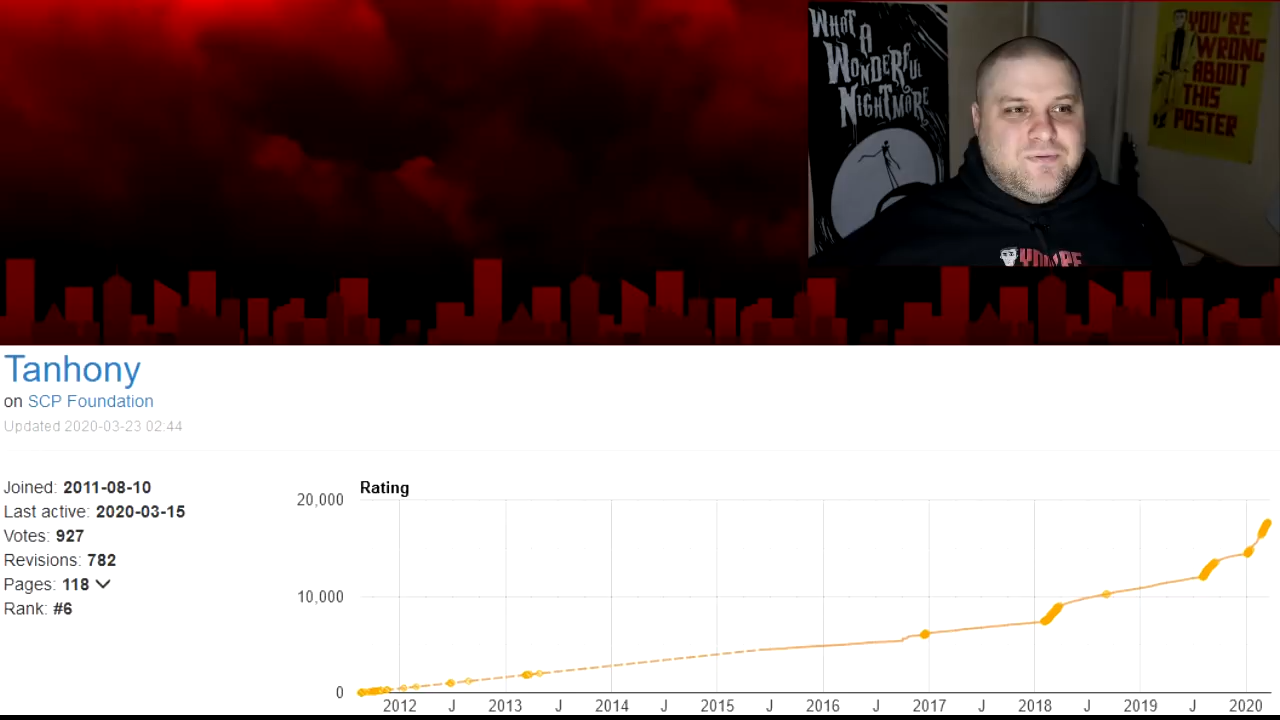 WHAT
A
WONDERFUL
NIGHTMARE
YOU'RE
WRONG
ABOUT
THIS
POSTER
YOU'RE
Tanhony
on SCP Foundation
Updated 2020-03-23 02:44
Joined: 2011-08-10
Last active: 2020-03-15
Votes: 927
Revisions: 782
Pages: 118
Rank: #6
Rating
20,000
10,000
0
2012 J 2013 J 2014 J 2015 J 2016 J 2017 J 2018 J 2019 J 2020